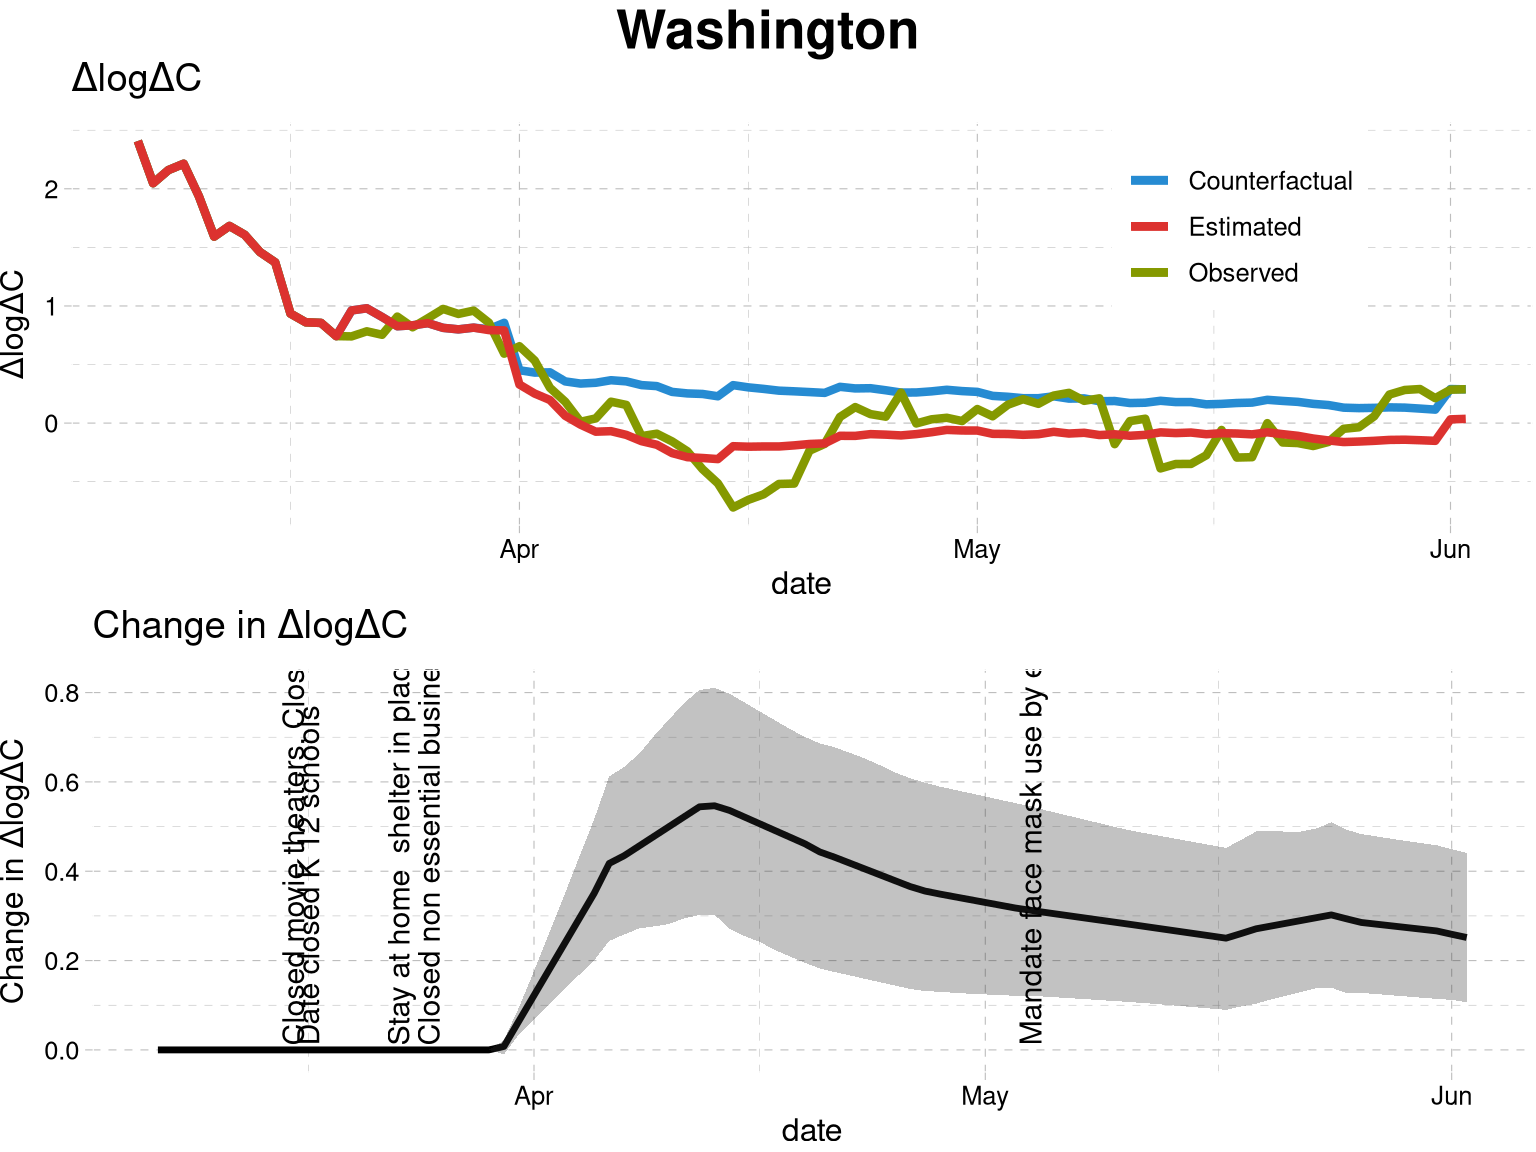 Washington
ΔlogΔC
ΔlogΔC
2
1
0
Counterfactual
Estimated
Observed
Apr
May
Jun
date
Change in ΔlogΔC
Change in ΔlogΔC
0.8
0.6
0.4
0.2
0.0
Closed movie theaters, Clos
Date closed K 12 schools
Stay at home  shelter in plac
Closed non essential busine
Mandate face mask use by e
Apr
May
Jun
date